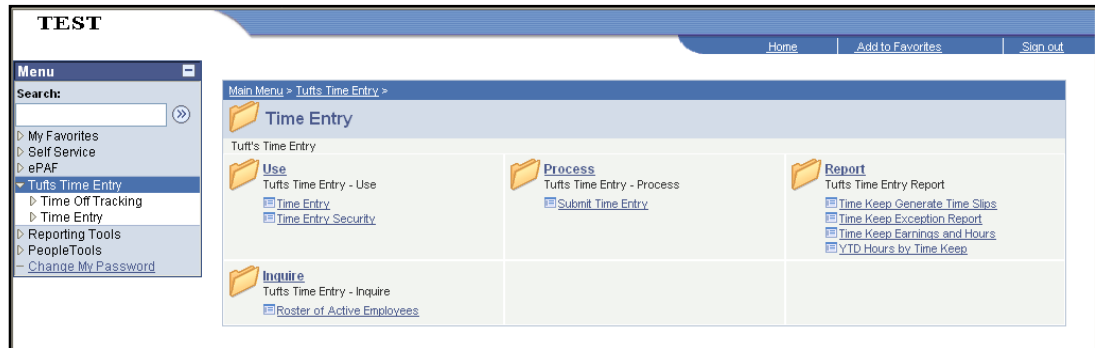 TEST
Home
Add to Favorites
Sign out
Menu
Search:
My Favorites
Self Service
ePAF
Tufts Time Entry
Time Off Tracking
Time Entry
Reporting Tools
PeopleTools
Change My Password
Main Menu > Tufts Time Entry >
Time Entry
Tuft's Time Entry
Use
Tufts Time Entry - Use
Time Entry
Time Entry Security
Process
Tufts Time Entry - Process
Submit Time Entry
Report
Tufts Time Entry Report
Time Keep Generate Time Slips
Time Keep Exception Report
Time Keep Earnings and Hours
YTD Hours by Time Keep
Inquire
Tufts Time Entry - Inquire
Roster of Active Employees